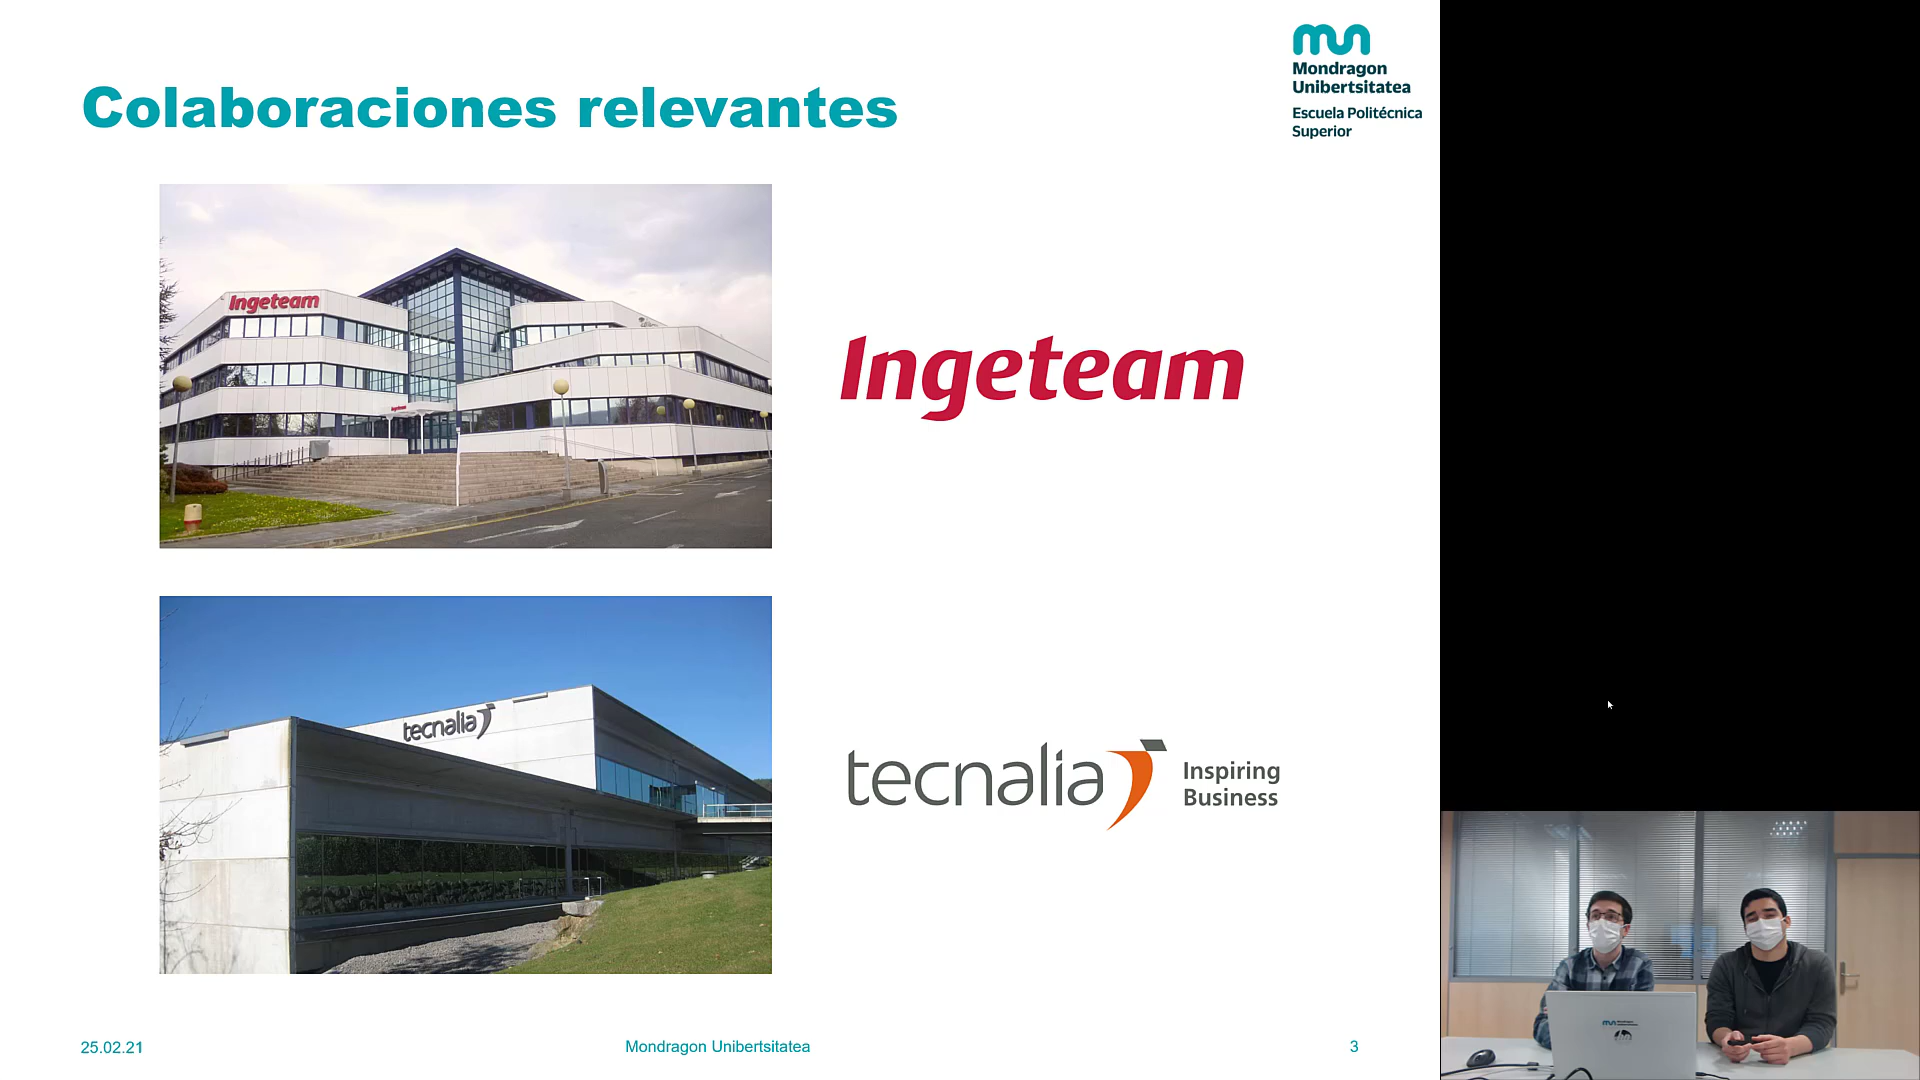 Colaboraciones relevantes
Mondragon
Unibertsitatea
Escuela Politécnica
Superior
Ingeteam
Ingeteam
tecnalia
tecnalia
Inspiring
Business
25.02.21
Mondragon Unibertsitatea
3